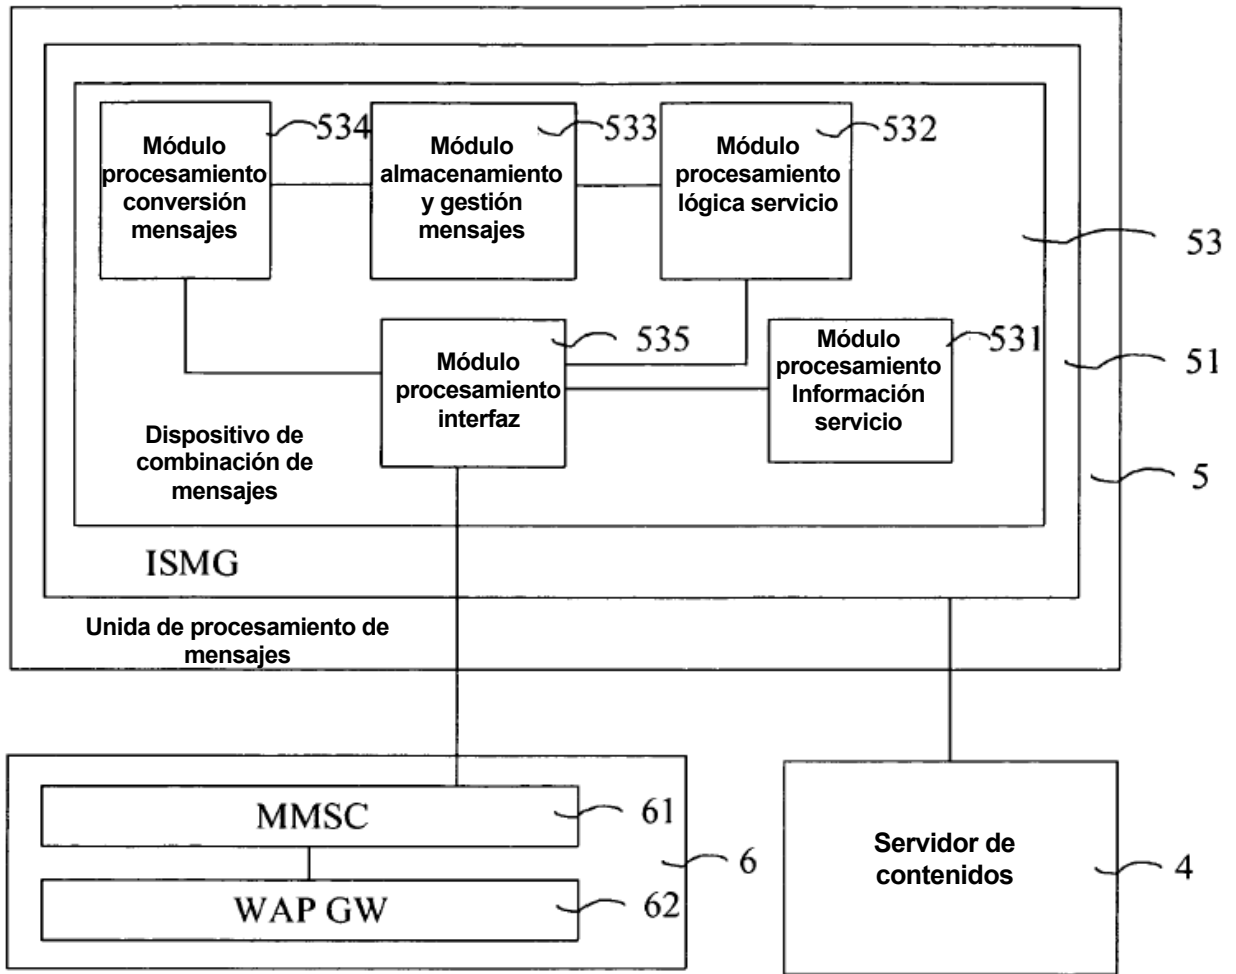 Módulo
procesamiento
conversión
mensajes
534
Módulo
almacenamiento
y gestión
mensajes
533
Módulo
procesamiento
lógica servicio
532
53
Módulo
procesamiento
interfaz
535
Módulo
procesamiento
Información
servicio
531
51
Dispositivo de
combinación de
mensajes
5
ISMG
Unida de procesamiento de
mensajes
MMSC
61
6
WAP GW
62
Servidor de
contenidos
4